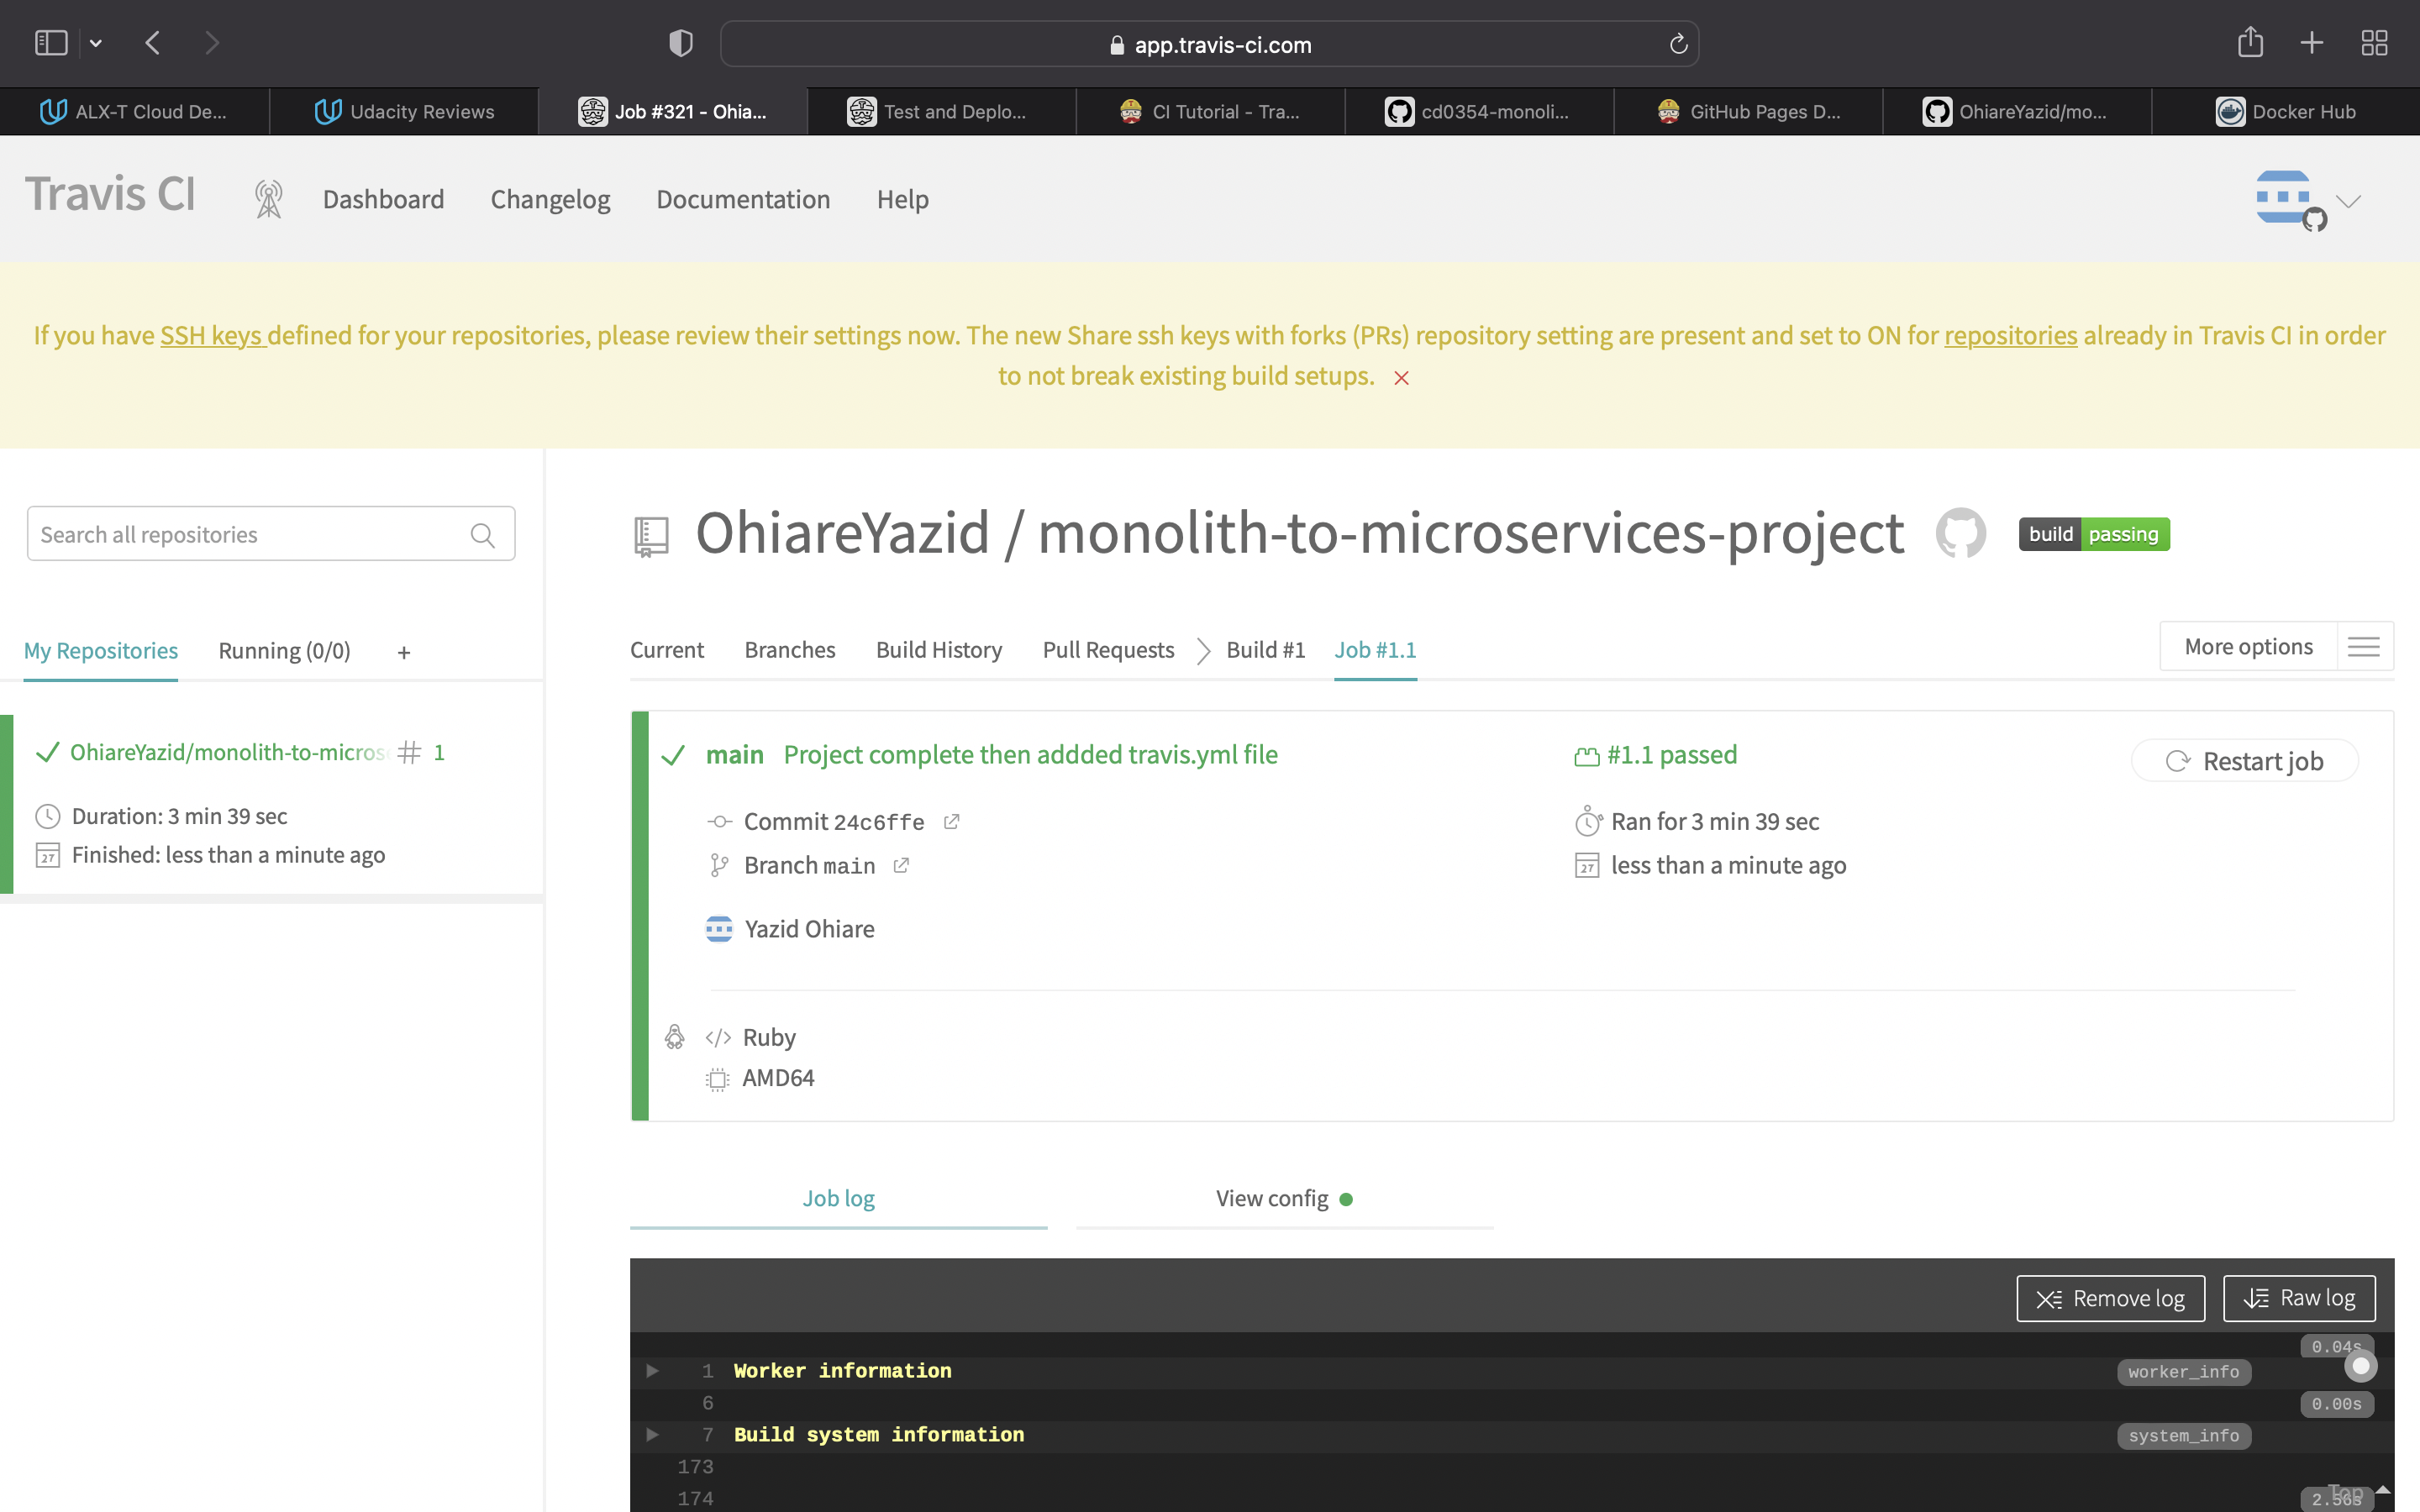 app.travis-ci.com
ALX-T Cloud De...
Udacity Reviews
Job #321 - Ohia...
Test and Deplo...
CI Tutorial - Tra...
cd0354-monoli...
GitHub Pages D...
OhiareYazid/mo...
Docker Hub
Travis CI
Dashboard
Changelog
Documentation
Help
If you have SSH keys defined for your repositories, please review their settings now. The new Share ssh keys with forks (PRs) repository setting are present and set to ON for repositories already in Travis CI in order
to not break existing build setups.
Search all repositories
OhiareYazid / monolith-to-microservices-project
build passing
My Repositories
Running (0/0)
+
Current
Branches
Build History
Pull Requests
Build #1
Job #1.1
More options
OhiareYazid/monolith-to-micros
# 1
Duration: 3 min 39 sec
Finished: less than a minute ago
main Project complete then addded travis.yml file
#1.1 passed
Restart job
Commit 24c6ffe
Ran for 3 min 39 sec
Branch main
27 less than a minute ago
Yazid Ohiare
</> Ruby
AMD64
Job log
View config
Remove log
Raw log
0.04s
1 Worker information
worker_info
6
0.00s
7 Build system information
system_info
173
174
2.56s
Top